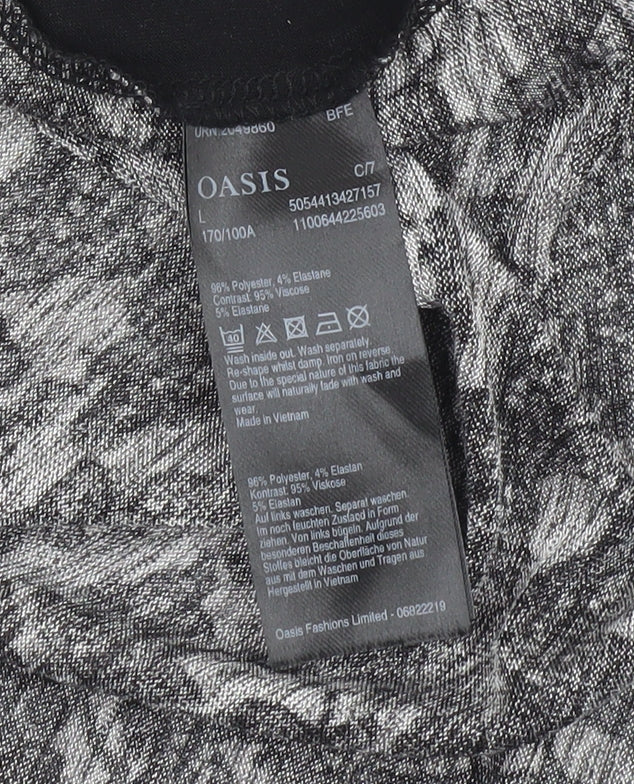 URN:2049860 BFE
OASIS C/7
L 5054413427157
170/100A 1100644225603
96% Polyester, 4% Elastane
Contrast: 95% Viscose
5% Elastane
40
Wash inside out. Wash separately.
Re-shape whilst damp. Iron on reverse
Due to the special nature of this fabric the
surface will naturally fade with wash and
wear.
Made in Vietnam
96% Polyester, 4% Elastan
Kontrast: 95% Viskose
5% Elastan
Auf links waschen. Separat waschen.
Im noch feuchten Zustand in Form
ziehen. Von links bügeln. Aufgrund der
besonderen Beschaffenheit dieses
Stoffes bleicht die Oberfläche von Natur
aus mit dem Waschen und Tragen aus
Hergestellt in Vietnam
Oasis Fashions Limited - 06822219